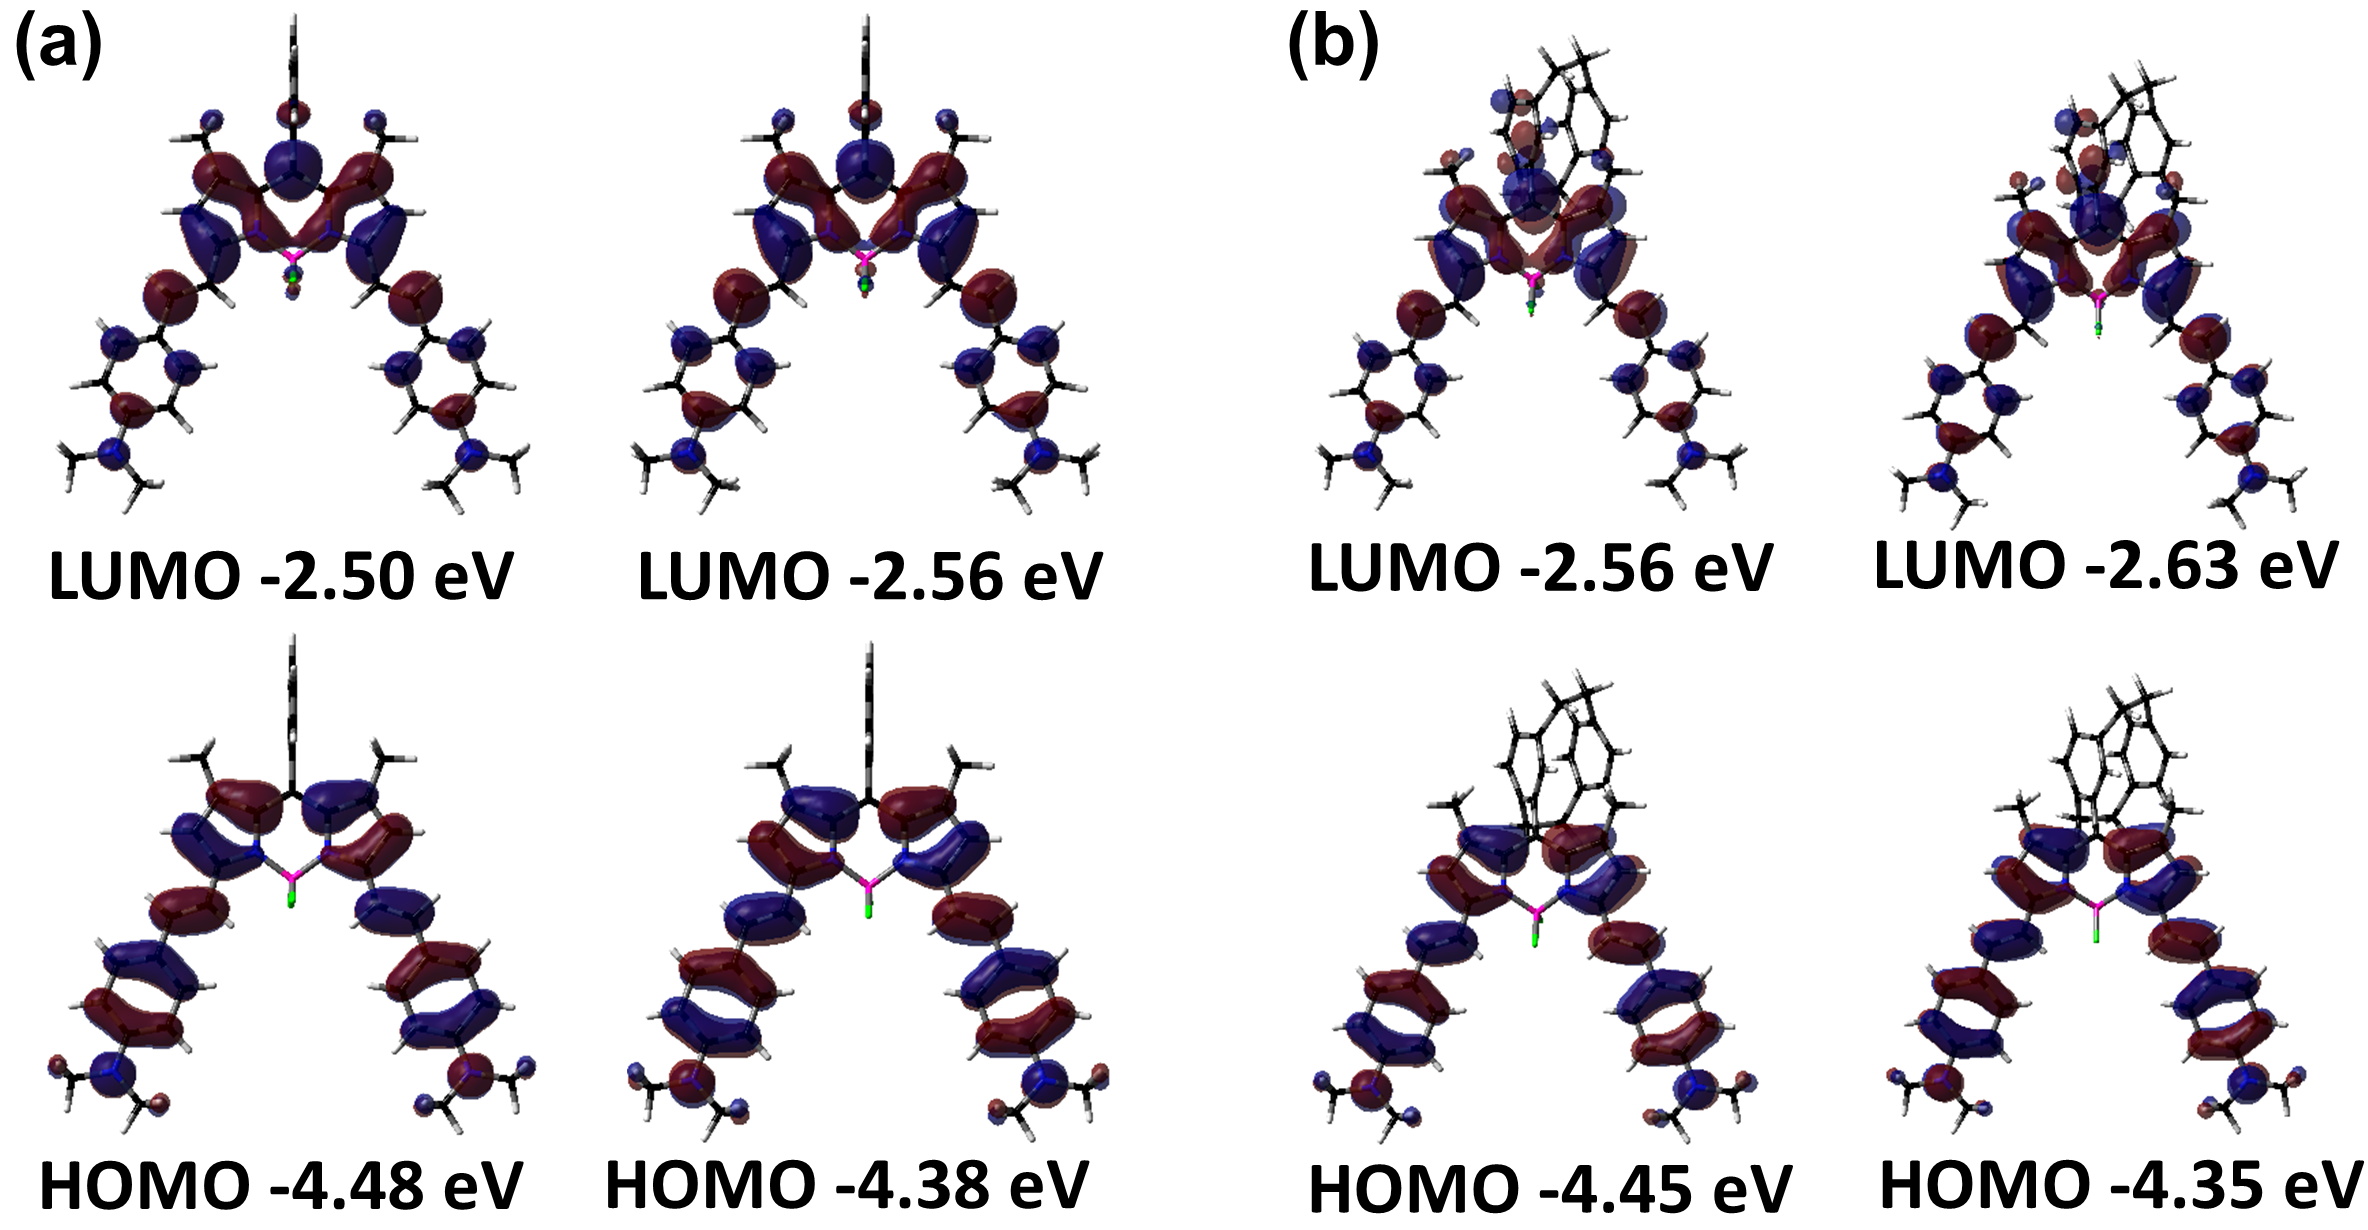 (a)
(b)
LUMO -2.50 eV
LUMO -2.56 eV
LUMO -2.56 eV
LUMO -2.63 eV
HOMO -4.48 eV
HOMO -4.38 eV
HOMO -4.45 eV
HOMO -4.35 eV